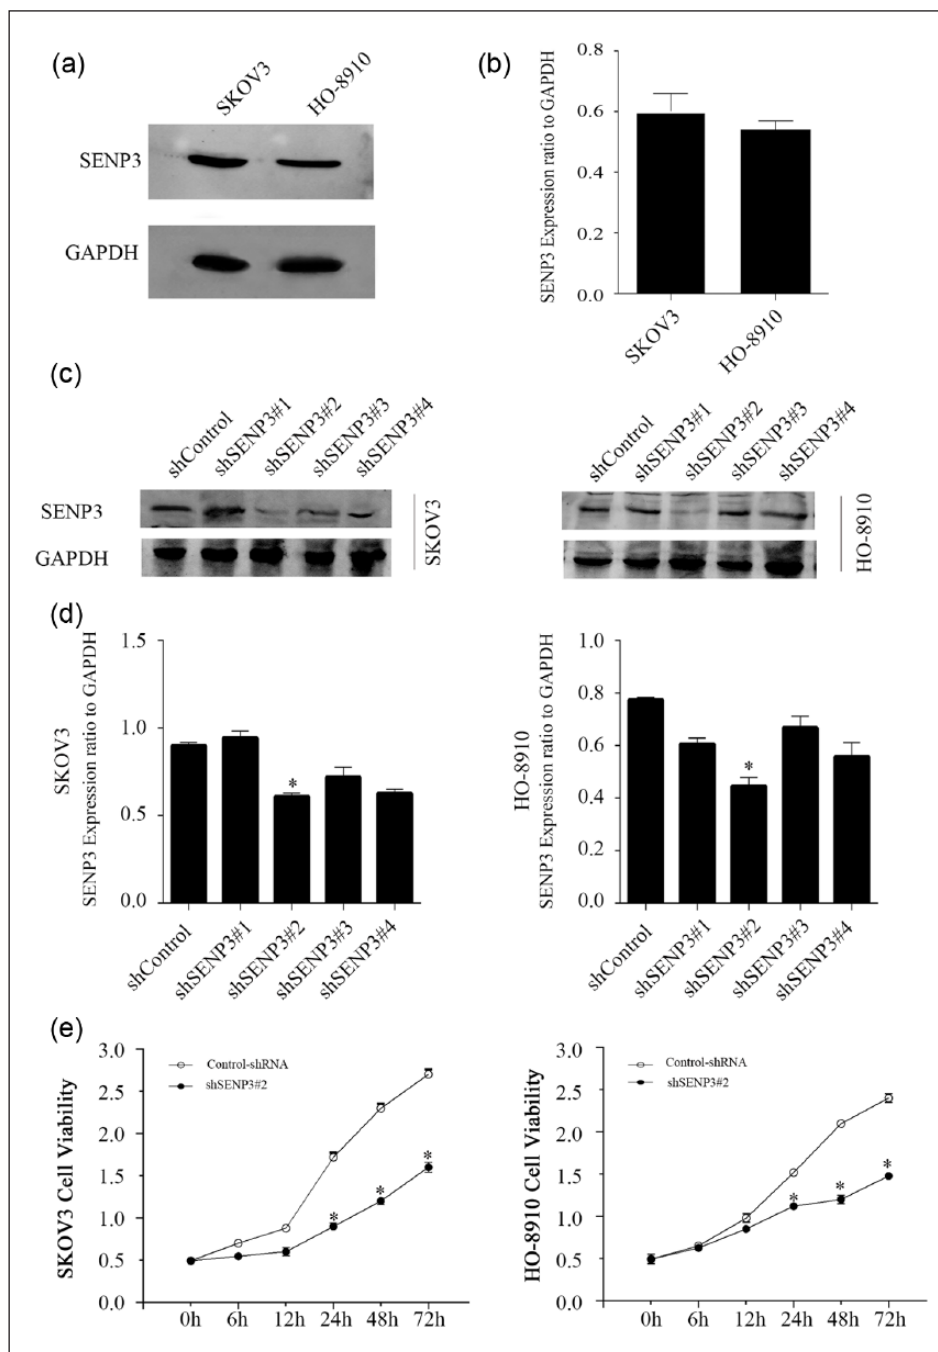 (a)
SKOV3
HO-8910
SENP3
GAPDH
(b)
SENP3 Expression ratio to GAPDH
0.8
0.6
0.4
0.2
0.0
SKOV3
HO-8910
(c)
shControl
shSENP3#1
shSENP3#2
shSENP3#3
shSENP3#4
SENP3
GAPDH
SKOV3
shControl
shSENP3#1
shSENP3#2
shSENP3#3
shSENP3#4
HO-8910
(d)
SKOV3
SENP3 Expression ratio to GAPDH
1.5
1.0
0.5
0.0
*
shControl
shSENP3#1
shSENP3#2
shSENP3#3
shSENP3#4
HO-8910
SENP3 Expression ratio to GAPDH
1.0
0.8
0.6
0.4
0.2
0.0
*
shControl
shSENP3#1
shSENP3#2
shSENP3#3
shSENP3#4
(e)
SKOV3 Cell Viability
3.0
2.5
2.0
1.5
1.0
0.5
0.0
Control-shRNA
shSENP3#2
* * *
0h 6h 12h 24h 48h 72h
HO-8910 Cell Viability
3.0
2.5
2.0
1.5
1.0
0.5
0.0
Control-shRNA
shSENP3#2
* * *
0h 6h 12h 24h 48h 72h